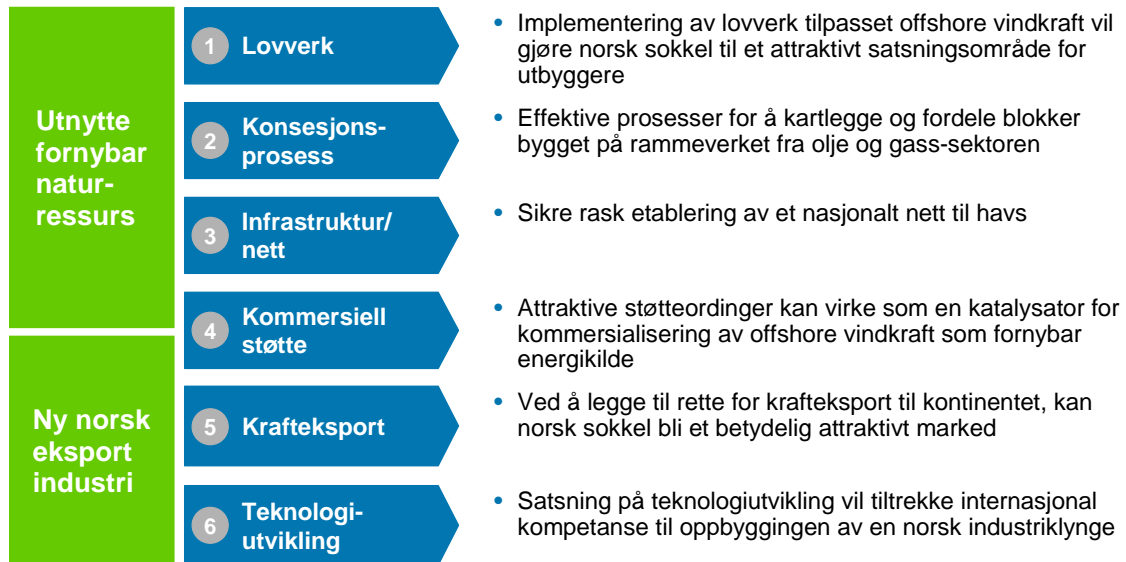 Utnytte
fornybar
natur-
ressurs
1 Lovverk
• Implementering av lovverk tilpasset offshore vindkraft vil
gjøre norsk sokkel til et attraktivt satsningsområde for
utbyggere
2 Konsesjons-
prosess
• Effektive prosesser for å kartlegge og fordele blokker
bygget på rammeverket fra olje og gass-sektoren
3 Infrastruktur/
nett
• Sikre rask etablering av et nasjonalt nett til havs
4 Kommersiell
støtte
• Attraktive støtteordinger kan virke som en katalysator for
kommersialisering av offshore vindkraft som fornybar
energikilde
Ny norsk
eksport
industri
5 Krafteksport
• Ved å legge til rette for krafteksport til kontinentet, kan
norsk sokkel bli et betydelig attraktivt marked
6 Teknologi-
utvikling
• Satsning på teknologiutvikling vil tiltrekke internasjonal
kompetanse til oppbyggingen av en norsk industriklynge